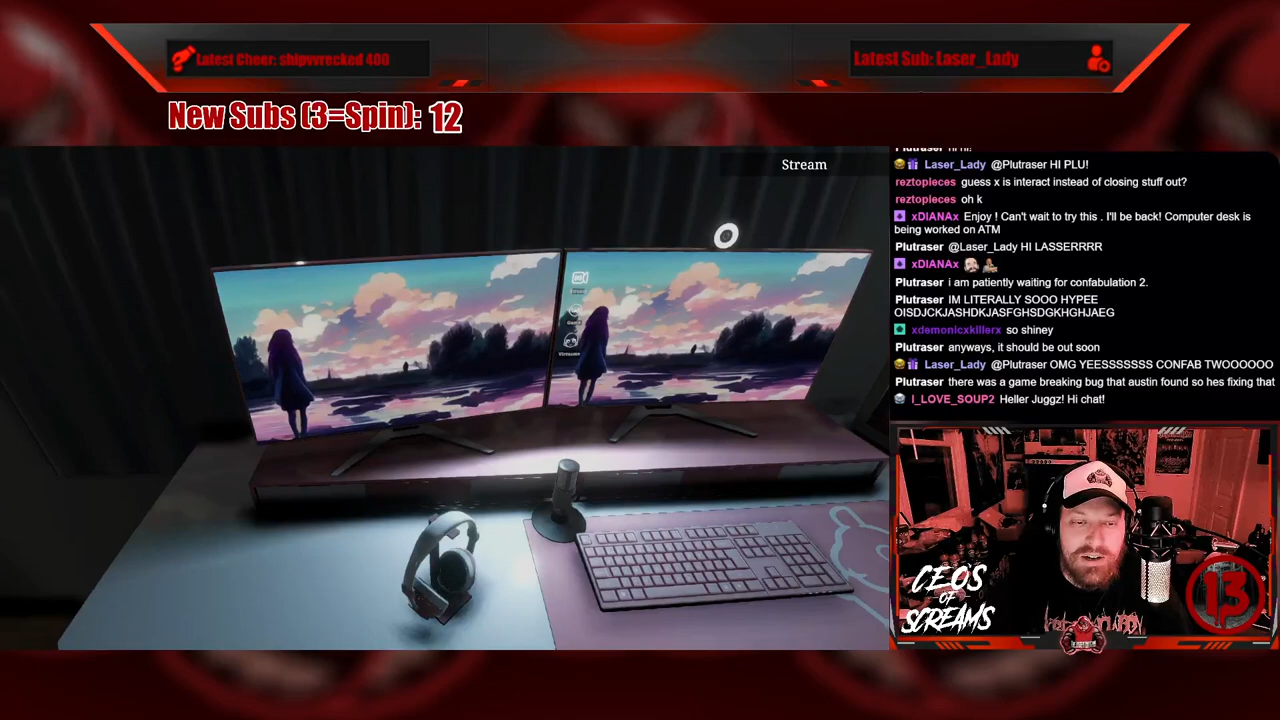 Latest Cheer: shipvvrecked 400
Latest Sub: Laser_Lady
New Subs (3=Spin): 12
Stream
Plutraser hi hi!
Laser_Lady @Plutraser HI PLU!
reztopieces guess x is interact instead of closing stuff out?
reztopieces oh k
xDIANAx Enjoy ! Can't wait to try this . I'll be back! Computer desk is
being worked on ATM
Plutraser @Laser_Lady HI LASSERRRR
xDIANAx
Plutraser i am patiently waiting for confabulation 2.
Plutraser IM LITERALLY SOOO HYPEE
OISDJCKJASHDKJASFGHSDGKHGHJAEG
xdemonicxkillerx so shiney
Plutraser anyways, it should be out soon
Laser_Lady @Plutraser OMG YEESSSSSSS CONFAB TWOOOOOO
Plutraser there was a game breaking bug that austin found so hes fixing that
I_LOVE_SOUP2 Heller Juggz! Hi chat!
CEOS
OF
SCREAMS
13